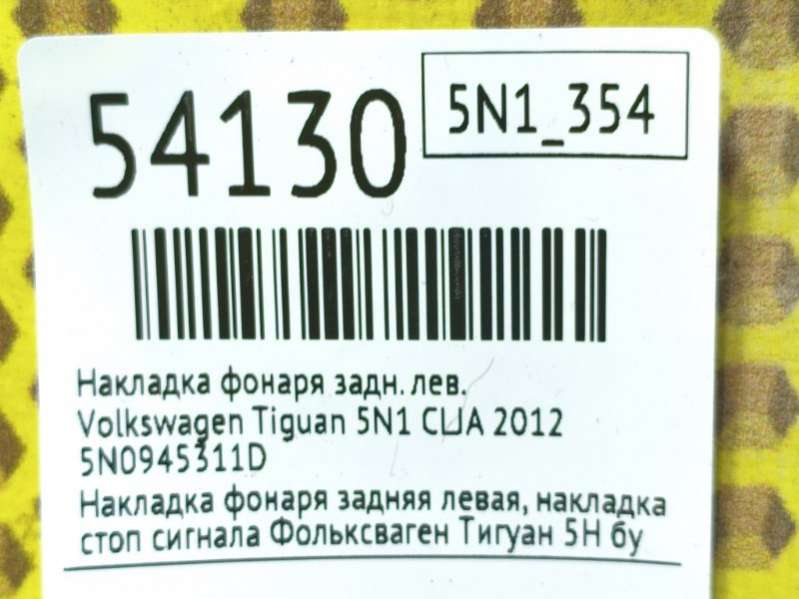 54130
5N1_354
Накладка фонаря задн. лев.
Volkswagen Tiguan 5N1 США 2012
5N0945311D
Накладка фонаря задняя левая, накладка
стоп сигнала Фольксваген Тигуан 5Н бу